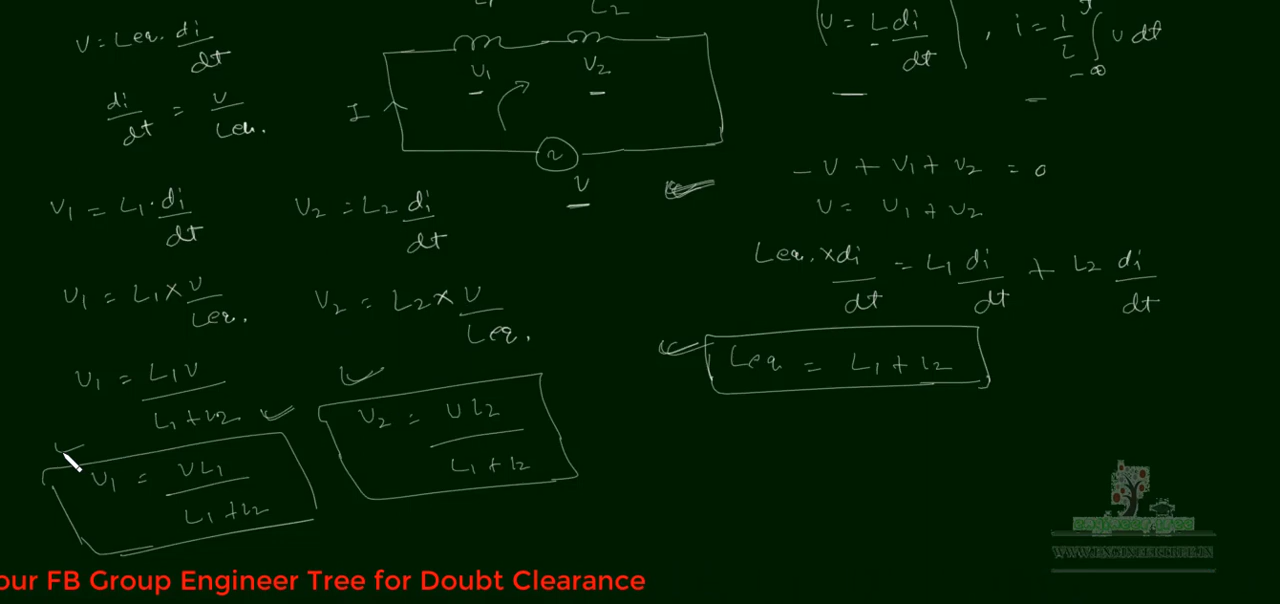 V = Leq. di/dt
di/dt = V/Leq.
V1 = L1. di/dt
V2 = L2 di/dt
V1 = L1 × V/Leq.
V2 = L2 × V/Leq.
V1 = L1V/L1+L2
V1 = VL1/L1+L2
V2 = VL2/L1+L2
L2
V1
V2
I
~
V
V = L di/dt , i = 1/L ∫ v dt
-∞
-V + V1 + V2 = 0
V = V1 + V2
Leq. × di/dt = L1 di/dt + L2 di/dt
Leq = L1 + L2
WWW.ENGINEERTREE.IN
our FB Group Engineer Tree for Doubt Clearance